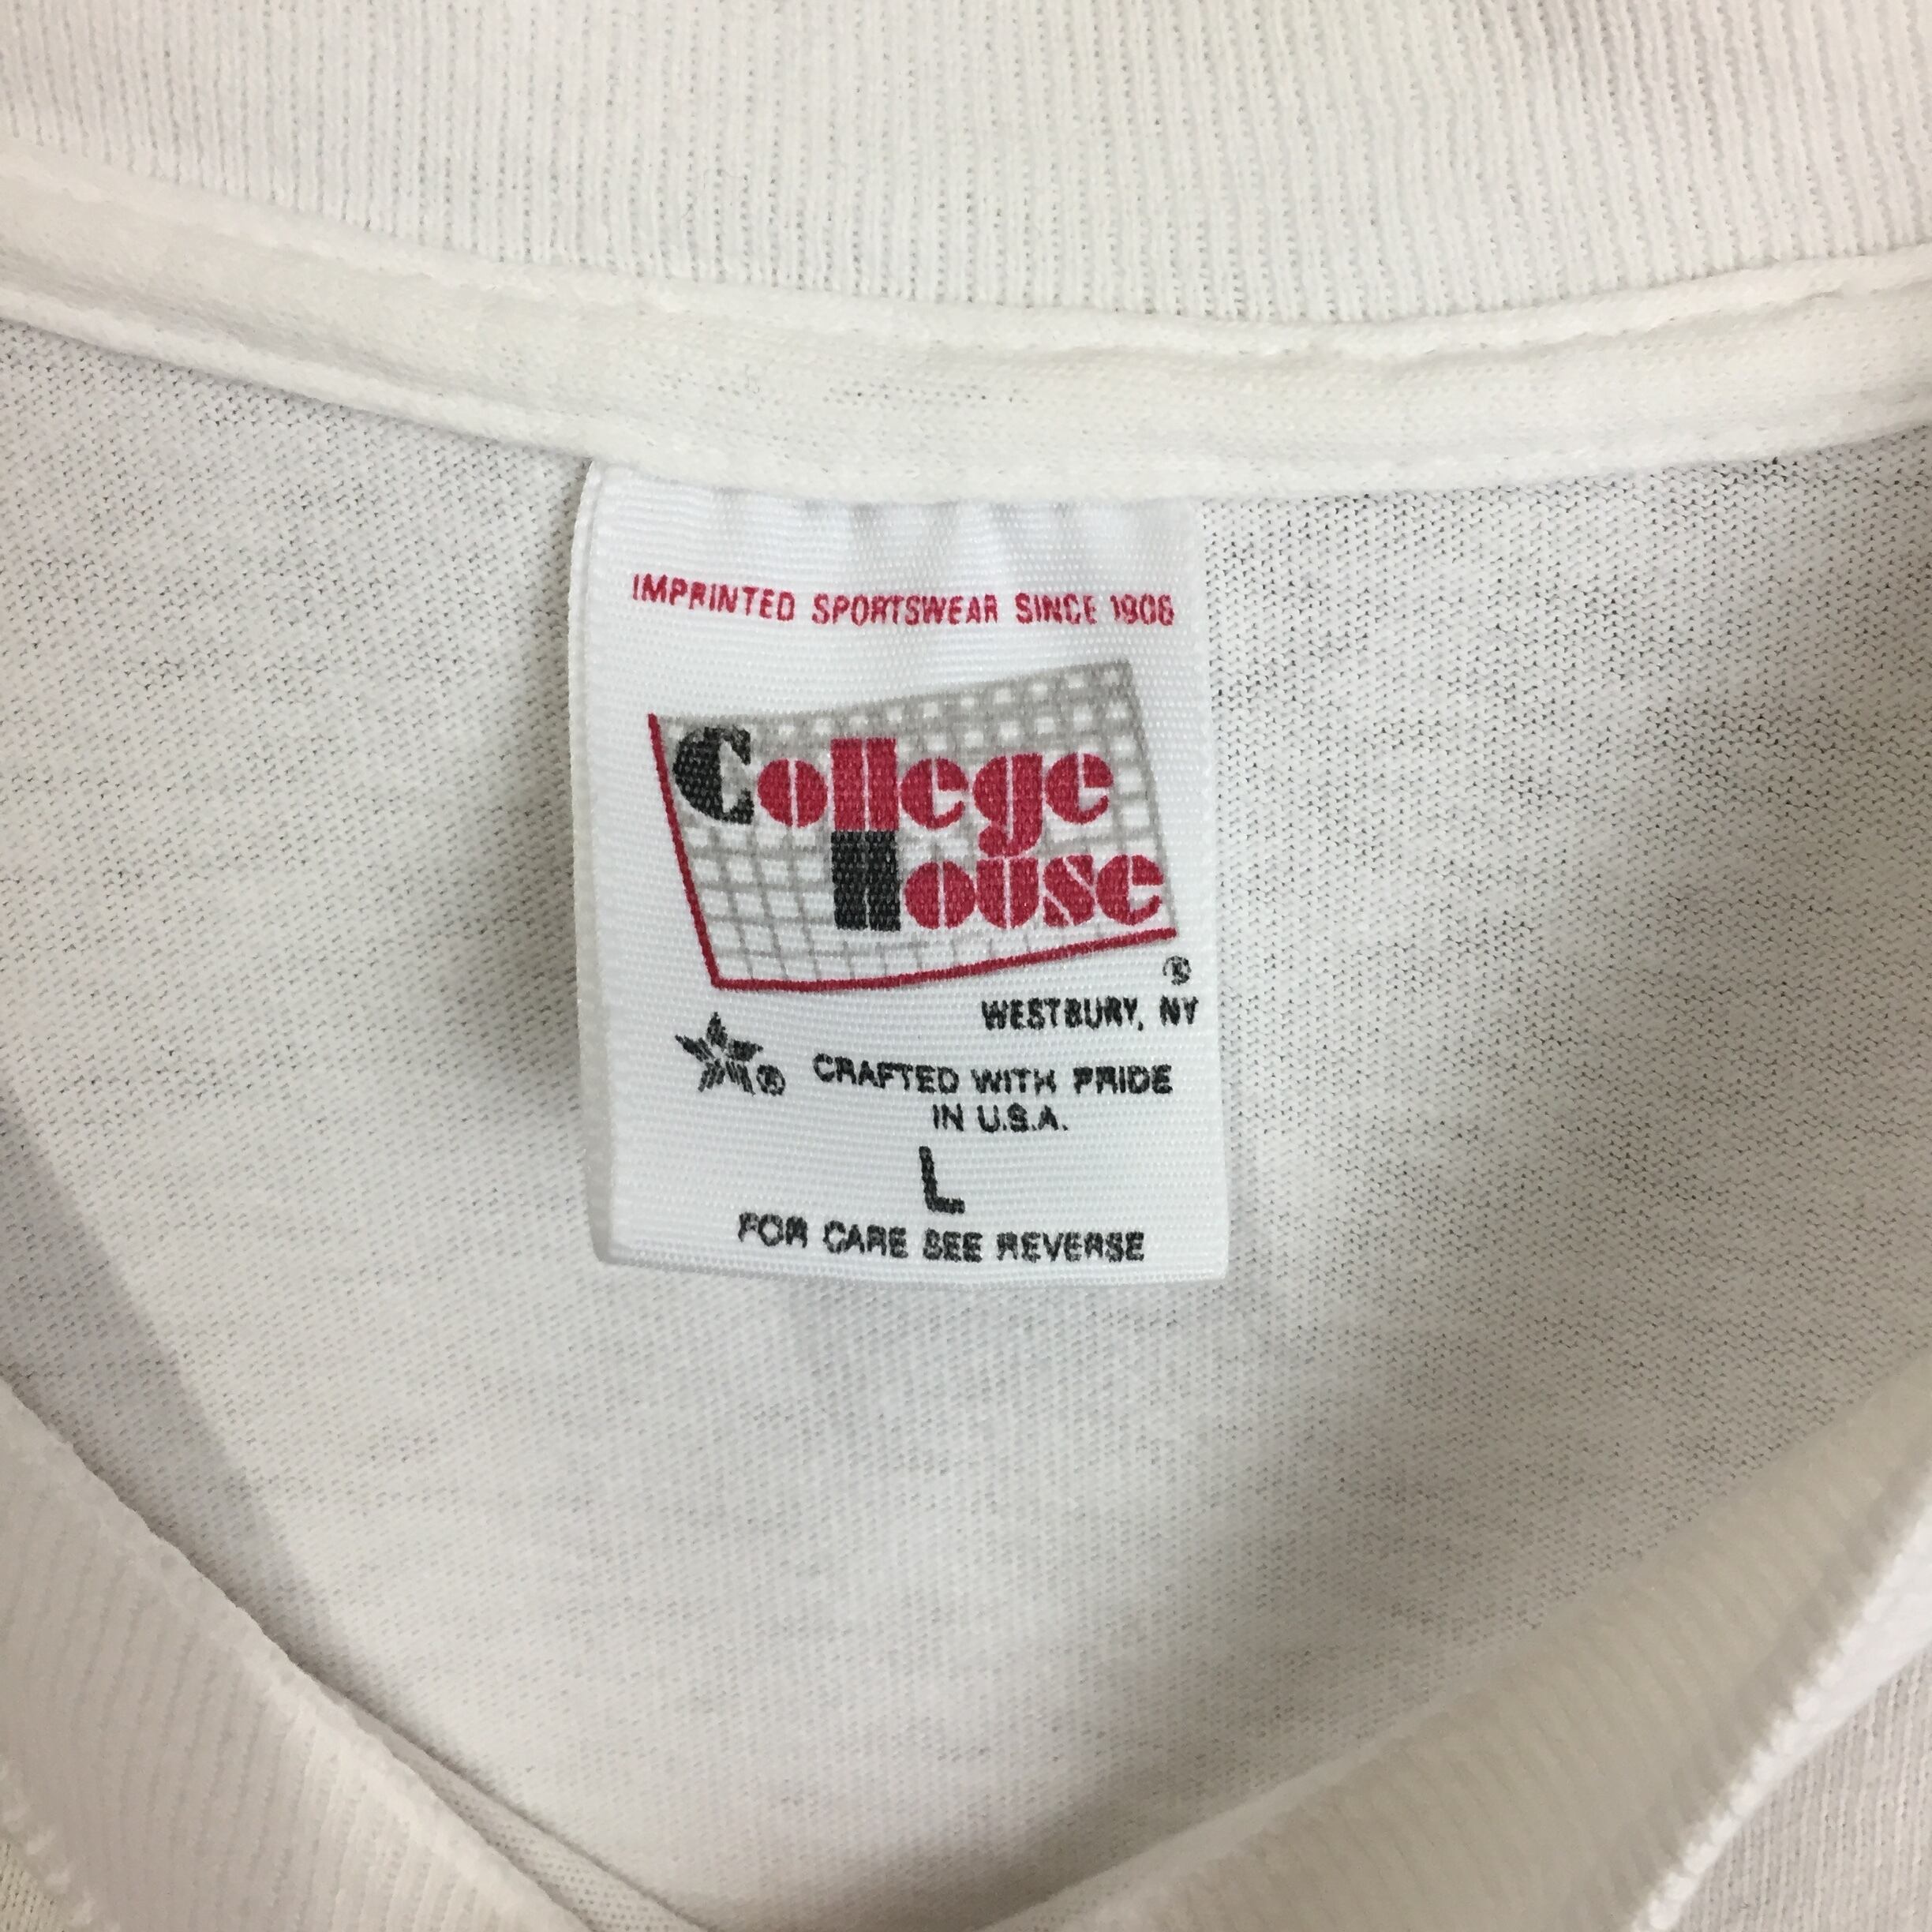 IMPRINTED SPORTSWEAR SINCE 1906
College
House
®
WESTBURY, NY
® CRAFTED WITH PRIDE
IN U.S.A.
L
FOR CARE SEE REVERSE